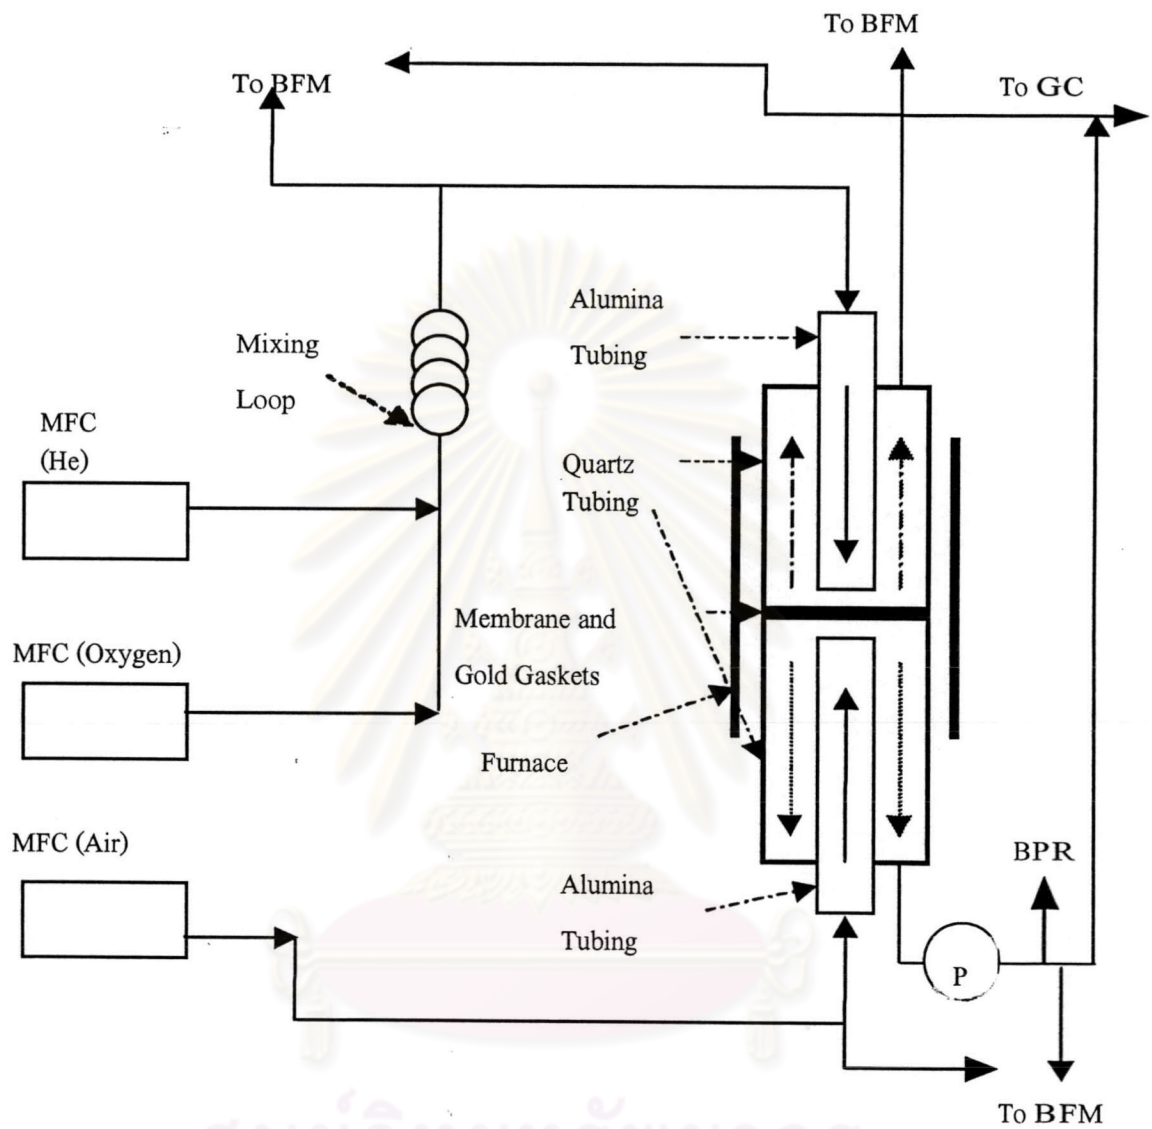 To BFM
To BFM
To GC
Alumina
Tubing
Mixing
Loop
MFC
(He)
Quartz
Tubing
Membrane and
Gold Gaskets
MFC (Oxygen)
Furnace
MFC (Air)
BPR
Alumina
Tubing
P
To BFM